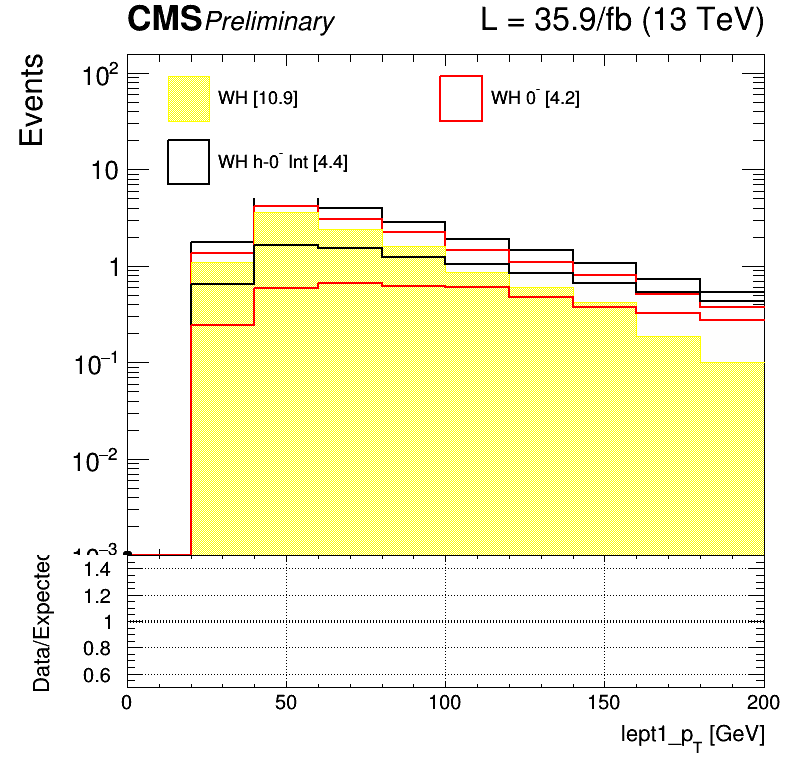 CMS Preliminary L = 35.9/fb (13 TeV)
Events
10²
10
1
10⁻¹
10⁻²
10⁻³
WH [10.9]
WH 0⁻ [4.2]
WH h-0⁻ Int [4.4]
Data/Expected
1.4
1.2
1
0.8
0.6
0 50 100 150 200
lept1_p_T [GeV]